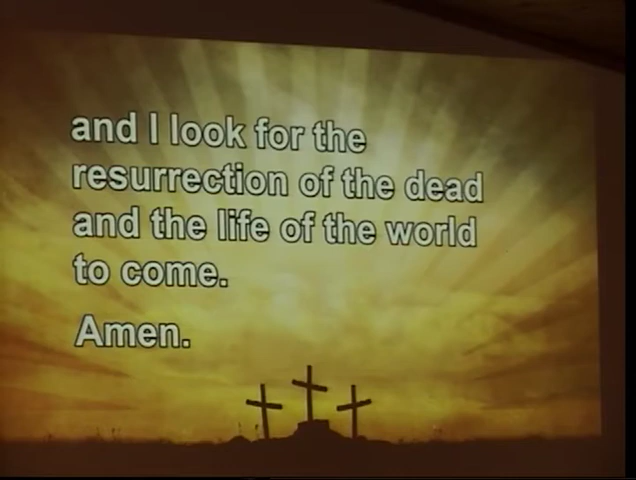 and I look for the
resurrection of the dead
and the life of the world
to come.
Amen.